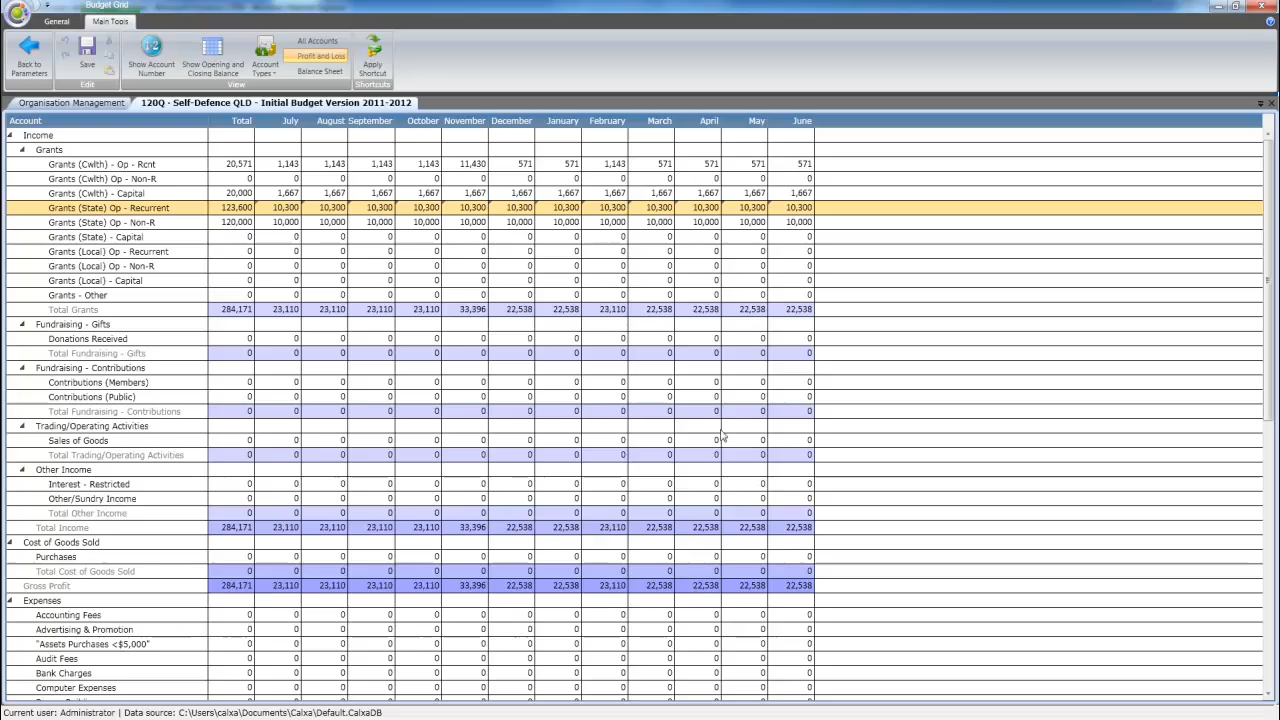 Budget Grid
General Main Tools
Back to Parameters
Save
Edit
Show Account Number
Show Opening and Closing Balance
Account Types
View
All Accounts
Profit and Loss
Balance Sheet
Apply Shortcut
Shortcuts
Organisation Management 120Q - Self-Defence QLD - Initial Budget Version 2011-2012
Account Total July August September October November December January February March April May June
Income
Grants
Grants (Cwlth) - Op - Rcnt 20,571 1,143 1,143 1,143 1,143 11,430 571 571 1,143 571 571 571 571
Grants (Cwlth) Op - Non-R 0 0 0 0 0 0 0 0 0 0 0 0 0
Grants (Cwlth) - Capital 20,000 1,667 1,667 1,667 1,667 1,667 1,667 1,667 1,667 1,667 1,667 1,667 1,667
Grants (State) Op - Recurrent 123,600 10,300 10,300 10,300 10,300 10,300 10,300 10,300 10,300 10,300 10,300 10,300 10,300
Grants (State) Op - Non-R 120,000 10,000 10,000 10,000 10,000 10,000 10,000 10,000 10,000 10,000 10,000 10,000 10,000
Grants (State) - Capital 0 0 0 0 0 0 0 0 0 0 0 0 0
Grants (Local) Op - Recurrent 0 0 0 0 0 0 0 0 0 0 0 0 0
Grants (Local) Op - Non-R 0 0 0 0 0 0 0 0 0 0 0 0 0
Grants (Local) - Capital 0 0 0 0 0 0 0 0 0 0 0 0 0
Grants - Other 0 0 0 0 0 0 0 0 0 0 0 0 0
Total Grants 284,171 23,110 23,110 23,110 23,110 33,396 22,538 22,538 23,110 22,538 22,538 22,538 22,538
Fundraising - Gifts
Donations Received 0 0 0 0 0 0 0 0 0 0 0 0 0
Total Fundraising - Gifts 0 0 0 0 0 0 0 0 0 0 0 0 0
Fundraising - Contributions
Contributions (Members) 0 0 0 0 0 0 0 0 0 0 0 0 0
Contributions (Public) 0 0 0 0 0 0 0 0 0 0 0 0 0
Total Fundraising - Contributions 0 0 0 0 0 0 0 0 0 0 0 0 0
Trading/Operating Activities
Sales of Goods 0 0 0 0 0 0 0 0 0 0 0 0 0
Total Trading/Operating Activities 0 0 0 0 0 0 0 0 0 0 0 0 0
Other Income
Interest - Restricted 0 0 0 0 0 0 0 0 0 0 0 0 0
Other/Sundry Income 0 0 0 0 0 0 0 0 0 0 0 0 0
Total Other Income 0 0 0 0 0 0 0 0 0 0 0 0 0
Total Income 284,171 23,110 23,110 23,110 23,110 33,396 22,538 22,538 23,110 22,538 22,538 22,538 22,538
Cost of Goods Sold
Purchases 0 0 0 0 0 0 0 0 0 0 0 0 0
Total Cost of Goods Sold 0 0 0 0 0 0 0 0 0 0 0 0 0
Gross Profit 284,171 23,110 23,110 23,110 23,110 33,396 22,538 22,538 23,110 22,538 22,538 22,538 22,538
Expenses
Accounting Fees 0 0 0 0 0 0 0 0 0 0 0 0 0
Advertising & Promotion 0 0 0 0 0 0 0 0 0 0 0 0 0
"Assets Purchases <$5,000" 0 0 0 0 0 0 0 0 0 0 0 0 0
Audit Fees 0 0 0 0 0 0 0 0 0 0 0 0 0
Bank Charges 0 0 0 0 0 0 0 0 0 0 0 0 0
Computer Expenses 0 0 0 0 0 0 0 0 0 0 0 0 0
Current user: Administrator | Data source: C:\Users\calxa\Documents\Calxa\Default.CalxaDB